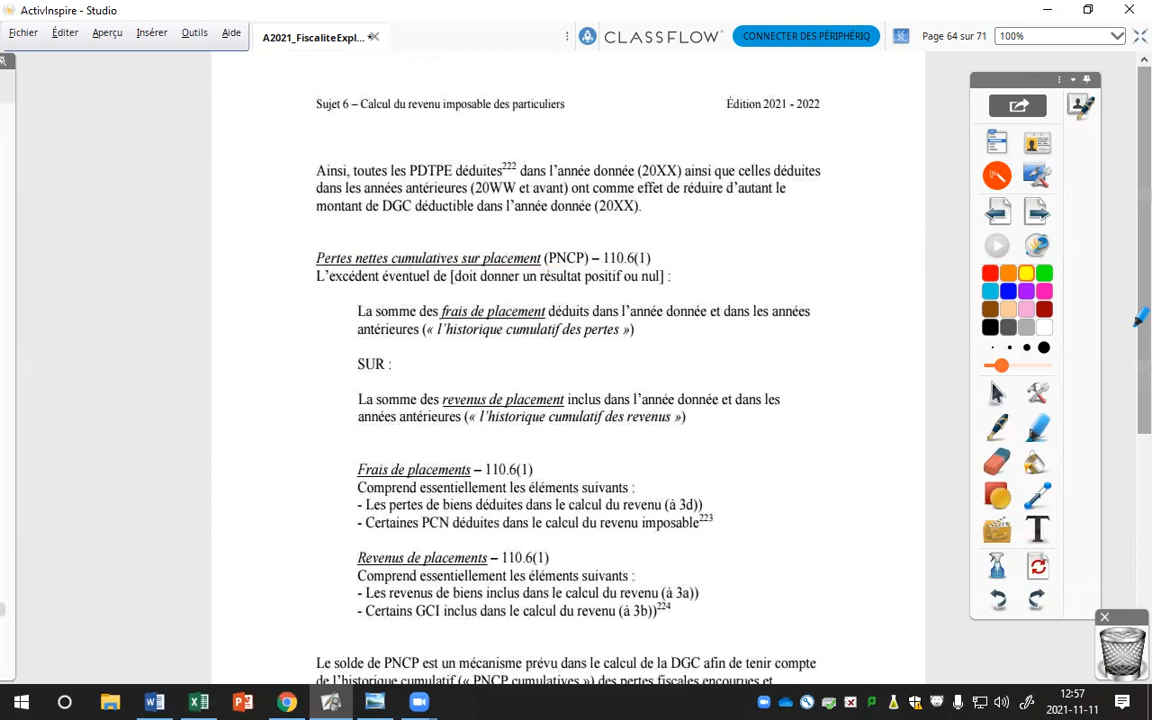 ActivInspire - Studio
Fichier Éditer Aperçu Insérer Outils Aide
A2021_FiscaliteExpl...
CLASSFLOW
CONNECTER DES PÉRIPHÉRIQ
Page 64 sur 71
100%
Sujet 6 – Calcul du revenu imposable des particuliers Édition 2021 - 2022
Ainsi, toutes les PDTPE déduites222 dans l'année donnée (20XX) ainsi que celles déduites
dans les années antérieures (20WW et avant) ont comme effet de réduire d'autant le
montant de DGC déductible dans l'année donnée (20XX).
Pertes nettes cumulatives sur placement (PNCP) – 110.6(1)
L'excédent éventuel de [doit donner un résultat positif ou nul] :
La somme des frais de placement déduits dans l'année donnée et dans les années
antérieures (« l'historique cumulatif des pertes »)
SUR :
La somme des revenus de placement inclus dans l'année donnée et dans les
années antérieures (« l'historique cumulatif des revenus »)
Frais de placements – 110.6(1)
Comprend essentiellement les éléments suivants :
- Les pertes de biens déduites dans le calcul du revenu (à 3d))
- Certaines PCN déduites dans le calcul du revenu imposable223
Revenus de placements – 110.6(1)
Comprend essentiellement les éléments suivants :
- Les revenus de biens inclus dans le calcul du revenu (à 3a))
- Certains GCI inclus dans le calcul du revenu (à 3b))224
Le solde de PNCP est un mécanisme prévu dans le calcul de la DGC afin de tenir compte
de l'historique cumulatif (« PNCP cumulatives ») des pertes fiscales encourues et
12:57
2021-11-11